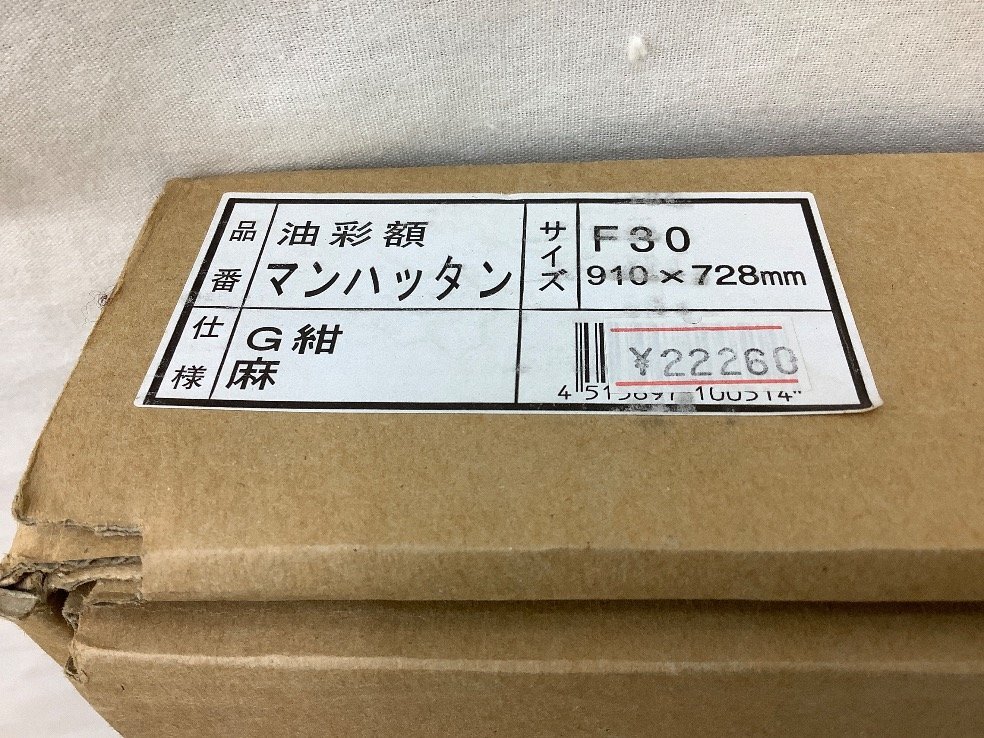 品番
油彩額
マンハッタン
サイズ
F30
910×728mm
仕様
G紺
麻
¥22260